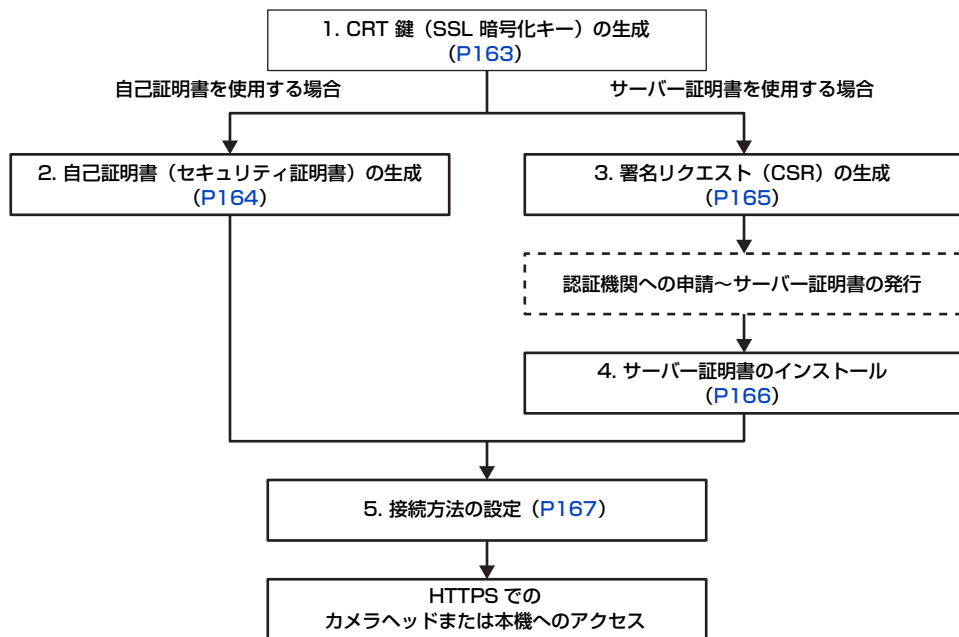 1. CRT 鍵（SSL 暗号化キー）の生成
（P163）
自己証明書を使用する場合
サーバー証明書を使用する場合
2. 自己証明書（セキュリティ証明書）の生成
（P164）
3. 署名リクエスト（CSR）の生成
（P165）
認証機関への申請～サーバー証明書の発行
4. サーバー証明書のインストール
（P166）
5. 接続方法の設定（P167）
HTTPS での
カメラヘッドまたは本機へのアクセス